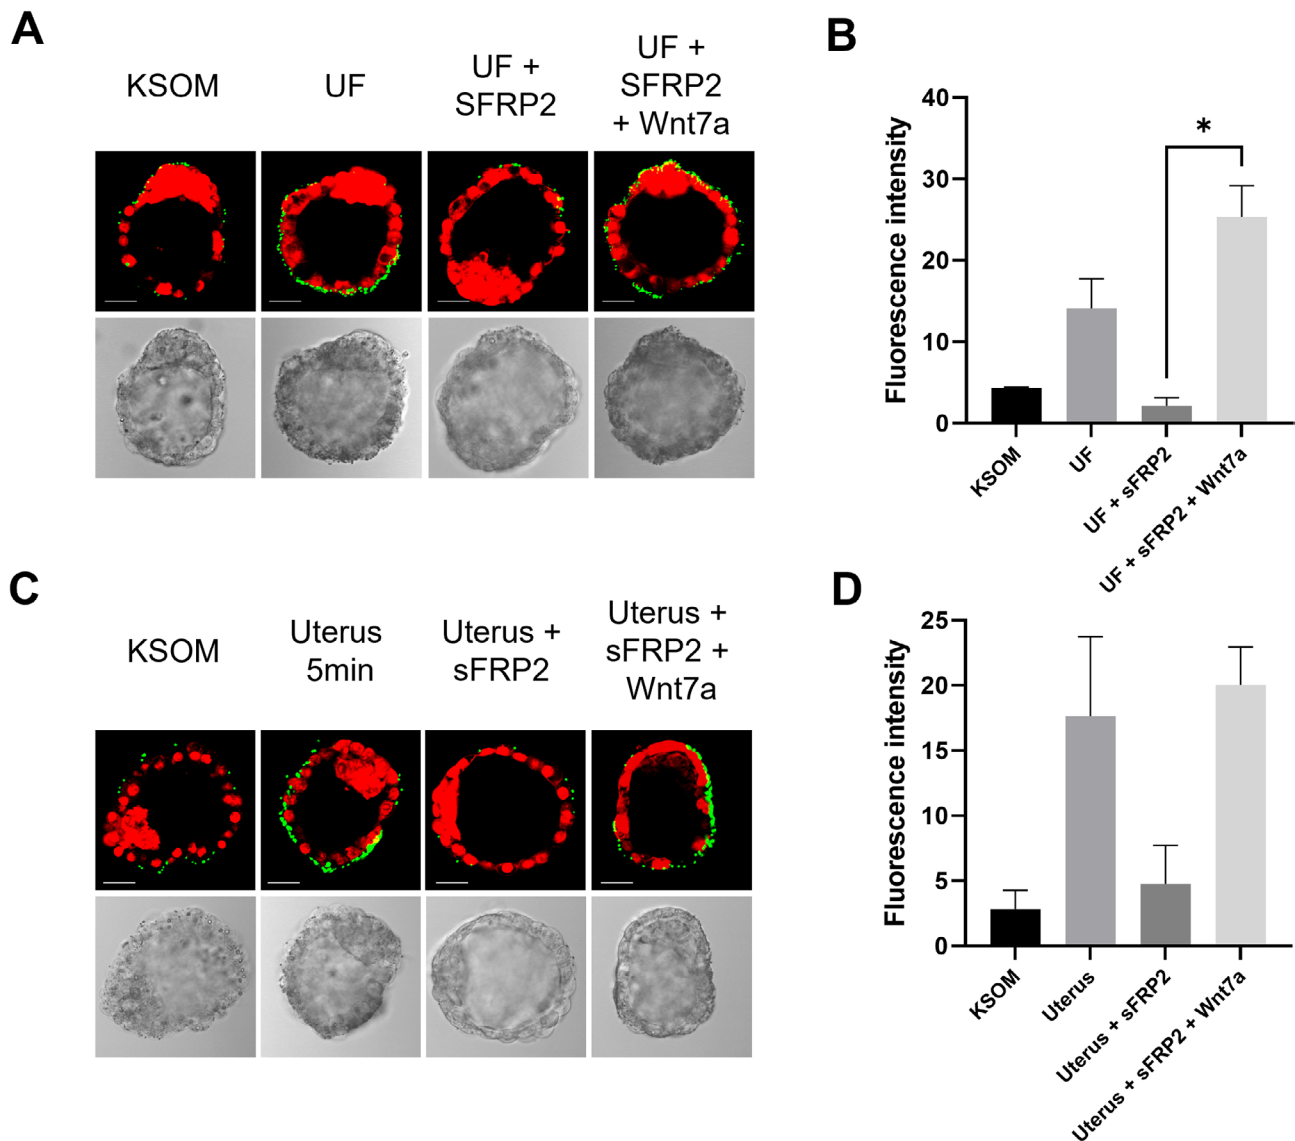 A
KSOM
UF
UF +
SFRP2
UF +
SFRP2
+ Wnt7a
B
40
30
20
10
0
Fluorescence intensity
*
KSOM
UF
UF + sFRP2
UF + sFRP2 + Wnt7a
C
KSOM
Uterus
5min
Uterus +
sFRP2
Uterus +
sFRP2 +
Wnt7a
D
25
20
15
10
5
0
Fluorescence intensity
KSOM
Uterus
Uterus + sFRP2
Uterus + sFRP2 + Wnt7a